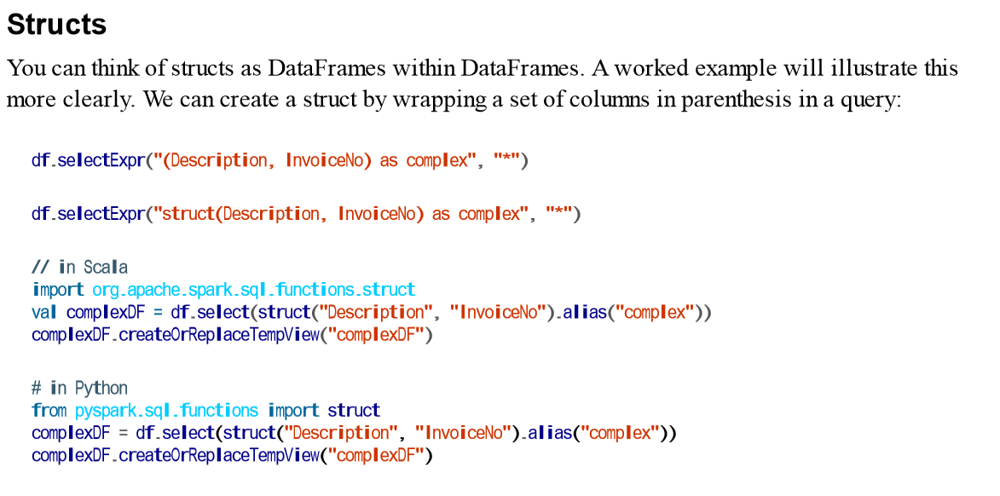 Structs
You can think of structs as DataFrames within DataFrames. A worked example will illustrate this
more clearly. We can create a struct by wrapping a set of columns in parenthesis in a query:
df.selectExpr("(Description, InvoiceNo) as complex", "*")
df.selectExpr("struct(Description, InvoiceNo) as complex", "*")
// in Scala
import org.apache.spark.sql.functions.struct
val complexDF = df.select(struct("Description", "InvoiceNo").alias("complex"))
complexDF.createOrReplaceTempView("complexDF")
# in Python
from pyspark.sql.functions import struct
complexDF = df.select(struct("Description", "InvoiceNo").alias("complex"))
complexDF.createOrReplaceTempView("complexDF")